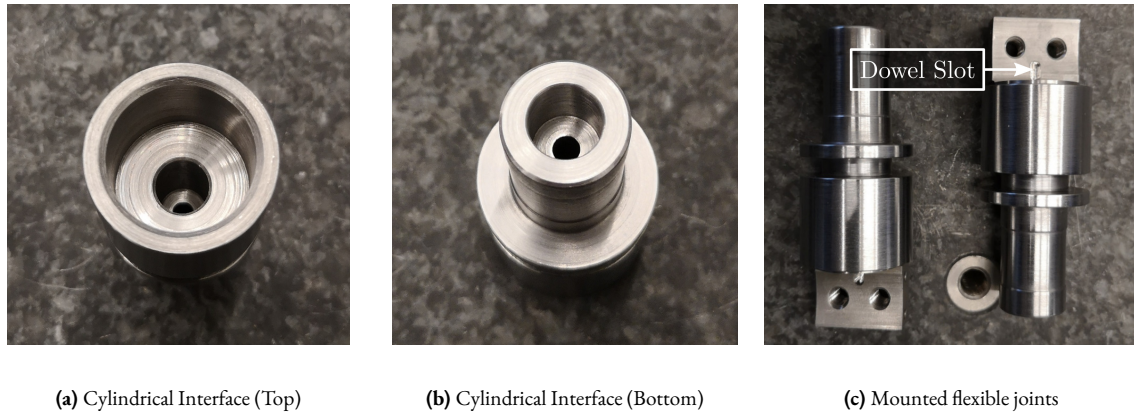 Dowel Slot
(a) Cylindrical Interface (Top)
(b) Cylindrical Interface (Bottom)
(c) Mounted flexible joints